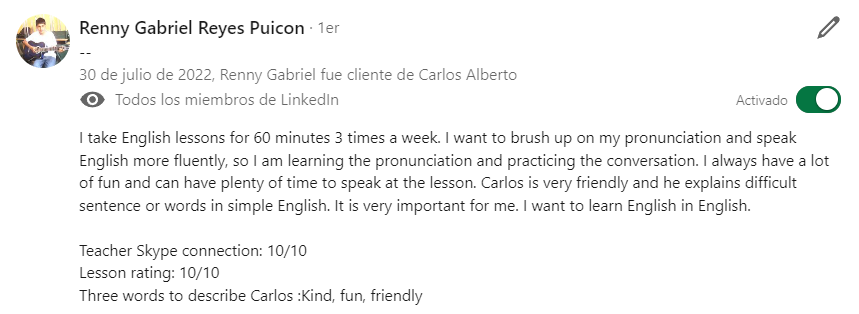 Renny Gabriel Reyes Puicon · 1er
--
30 de julio de 2022, Renny Gabriel fue cliente de Carlos Alberto
Todos los miembros de LinkedIn
Activado
I take English lessons for 60 minutes 3 times a week. I want to brush up on my pronunciation and speak
English more fluently, so I am learning the pronunciation and practicing the conversation. I always have a lot
of fun and can have plenty of time to speak at the lesson. Carlos is very friendly and he explains difficult
sentence or words in simple English. It is very important for me. I want to learn English in English.
Teacher Skype connection: 10/10
Lesson rating: 10/10
Three words to describe Carlos :Kind, fun, friendly